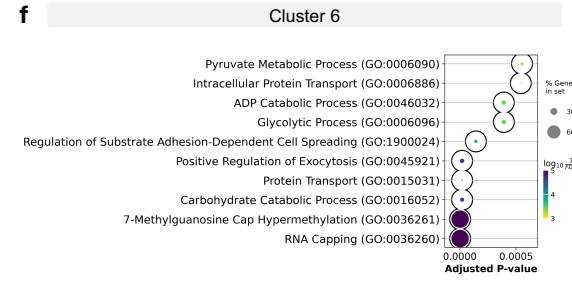 f
Cluster 6
Pyruvate Metabolic Process (GO:0006090)
Intracellular Protein Transport (GO:0006886)
ADP Catabolic Process (GO:0046032)
Glycolytic Process (GO:0006096)
Regulation of Substrate Adhesion-Dependent Cell Spreading (GO:1900024)
Positive Regulation of Exocytosis (GO:0045921)
Protein Transport (GO:0015031)
Carbohydrate Catabolic Process (GO:0016052)
7-Methylguanosine Cap Hypermethylation (GO:0036261)
RNA Capping (GO:0036260)
0.0000 0.0005
Adjusted P-value
% Gene
in set
log10
5
4
3